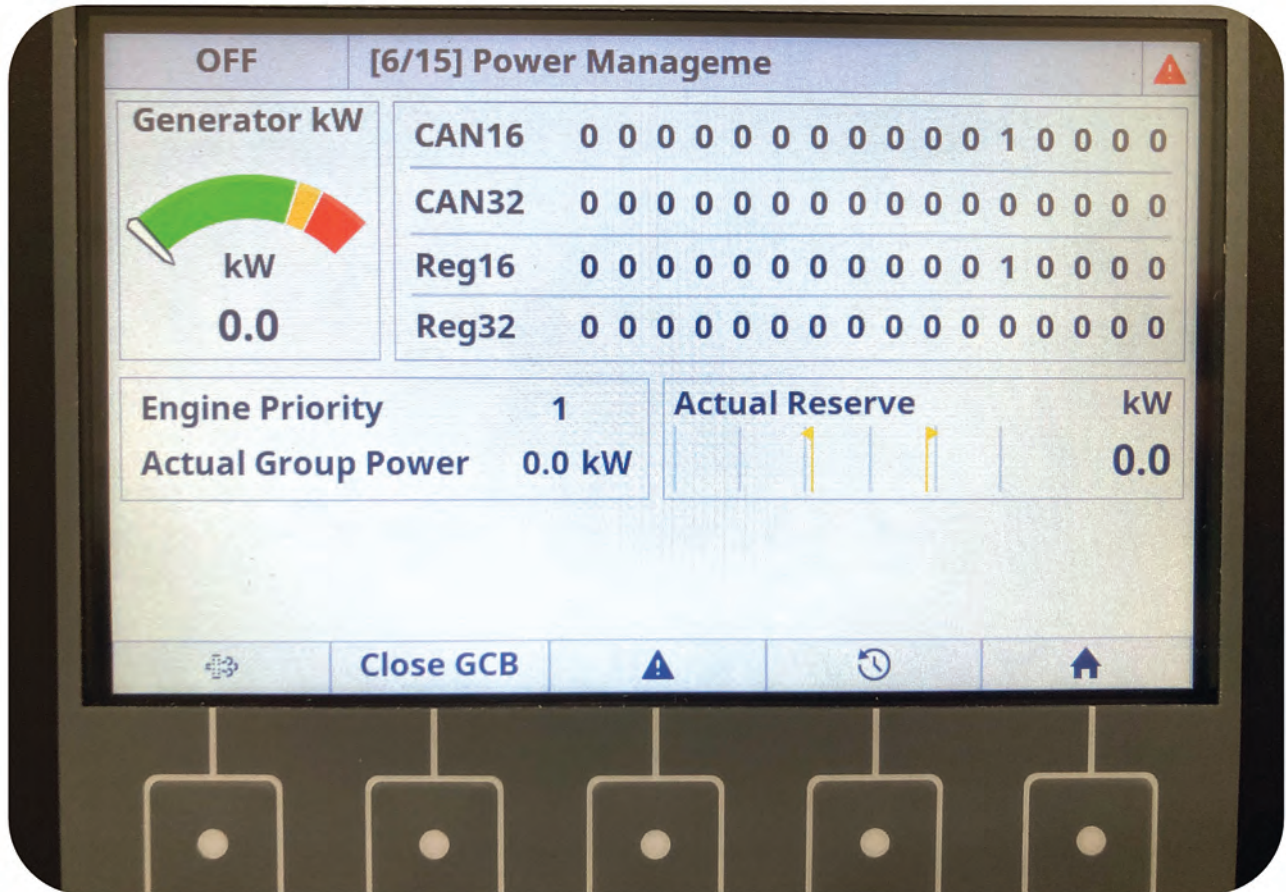 OFF [6/15] Power Manageme
Generator kW
kW
0.0
CAN16 0 0 0 0 0 0 0 0 0 0 0 1 0 0 0 0
CAN32 0 0 0 0 0 0 0 0 0 0 0 0 0 0 0 0
Reg16 0 0 0 0 0 0 0 0 0 0 0 1 0 0 0 0
Reg32 0 0 0 0 0 0 0 0 0 0 0 0 0 0 0 0
Engine Priority 1
Actual Group Power 0.0 kW
Actual Reserve kW
0.0
Close GCB